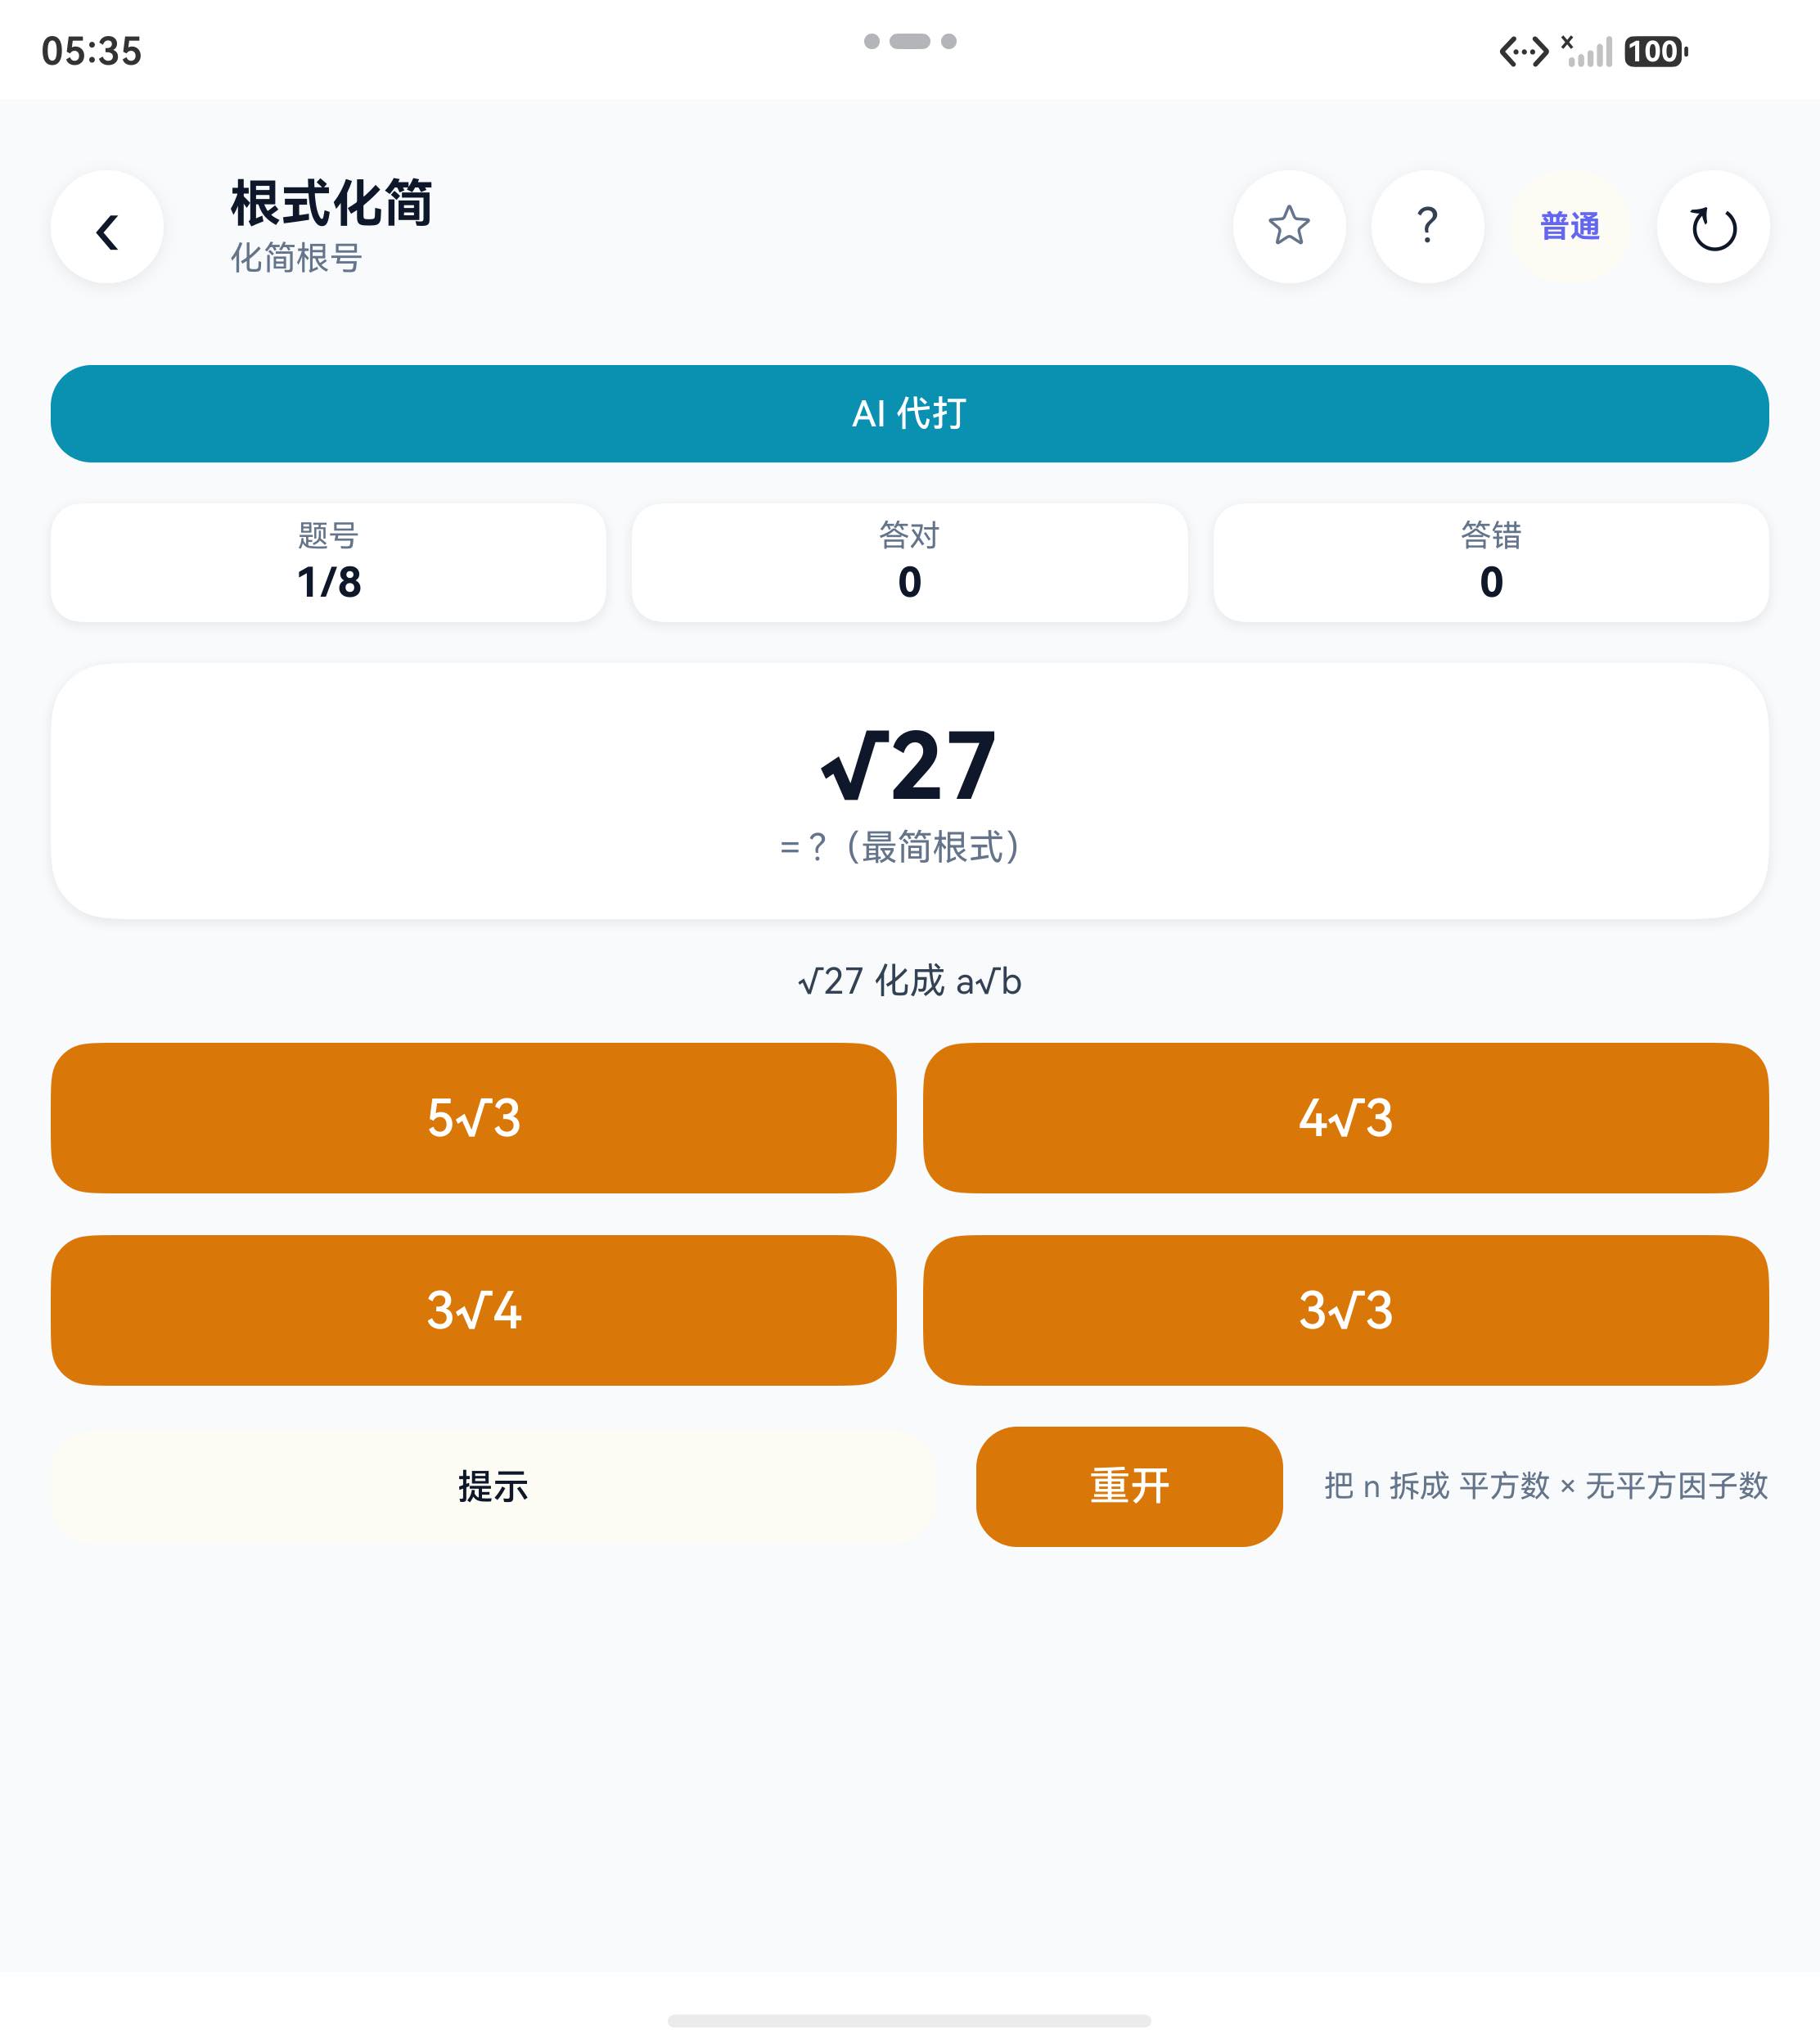 05:35
100
根式化简
化简根号
?
普通
AI 代打
题号
1/8
答对
0
答错
0
√27
= ?（最简根式）
√27 化成 a√b
5√3
4√3
3√4
3√3
提示
重开
把 n 拆成 平方数 × 无平方因子数